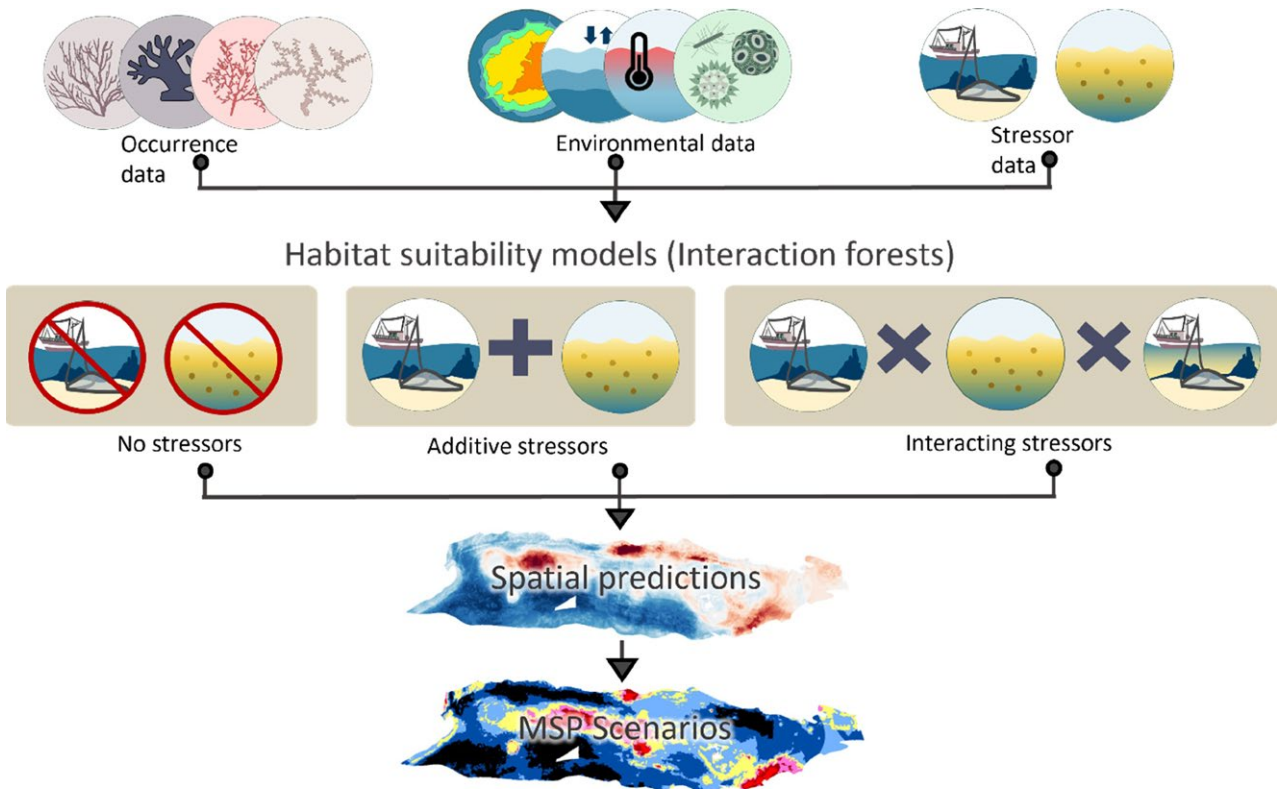 Occurrence
data
Environmental data
Stressor
data
Habitat suitability models (Interaction forests)
No stressors
Additive stressors
Interacting stressors
Spatial predictions
MSP Scenarios